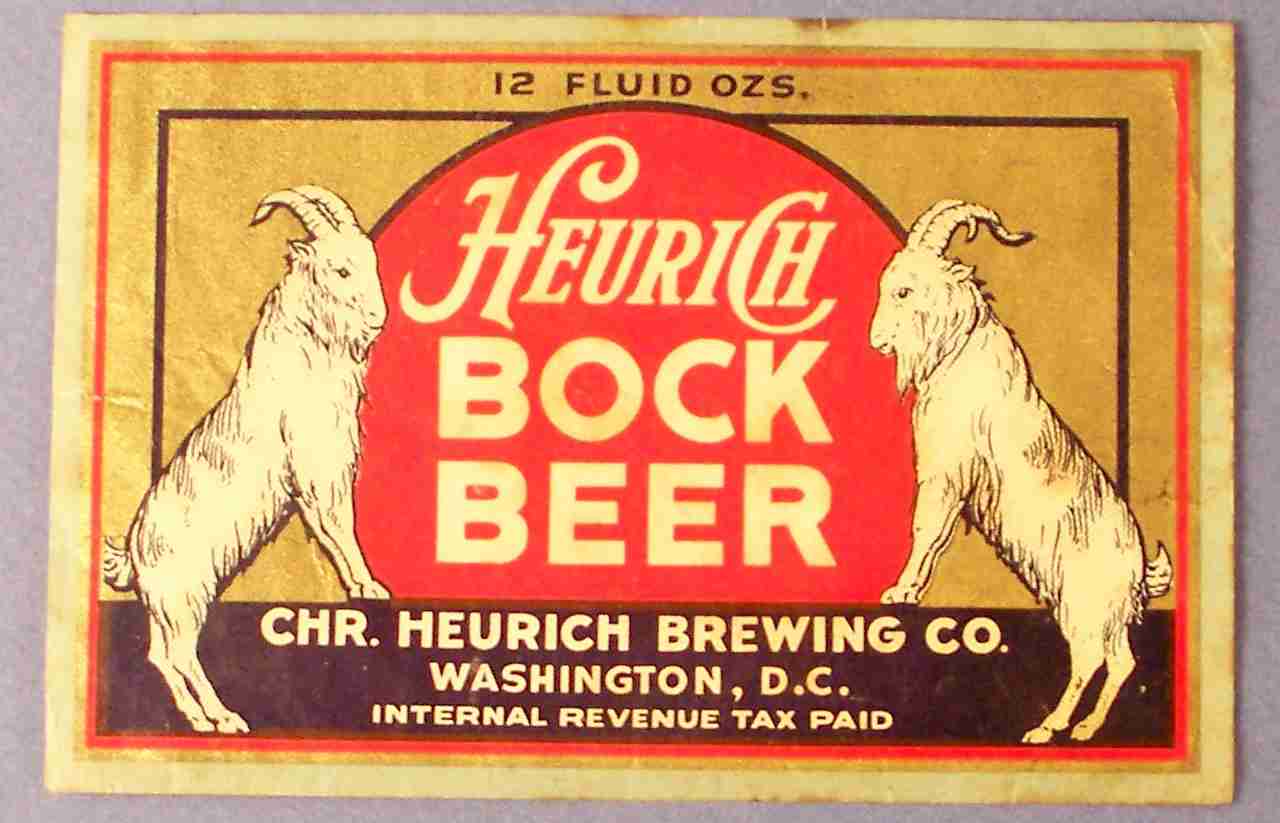 12 FLUID OZS.
HEURICH
BOCK
BEER
CHR. HEURICH BREWING CO.
WASHINGTON, D.C.
INTERNAL REVENUE TAX PAID